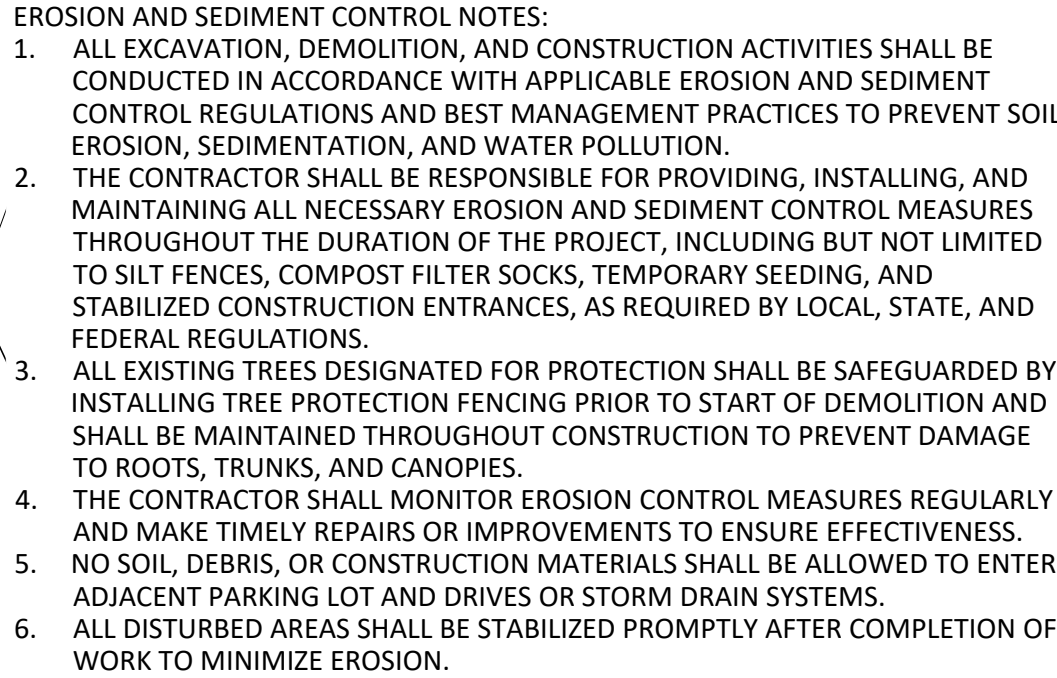 EROSION AND SEDIMENT CONTROL NOTES:
1. ALL EXCAVATION, DEMOLITION, AND CONSTRUCTION ACTIVITIES SHALL BE
CONDUCTED IN ACCORDANCE WITH APPLICABLE EROSION AND SEDIMENT
CONTROL REGULATIONS AND BEST MANAGEMENT PRACTICES TO PREVENT SOIL
EROSION, SEDIMENTATION, AND WATER POLLUTION.
2. THE CONTRACTOR SHALL BE RESPONSIBLE FOR PROVIDING, INSTALLING, AND
MAINTAINING ALL NECESSARY EROSION AND SEDIMENT CONTROL MEASURES
THROUGHOUT THE DURATION OF THE PROJECT, INCLUDING BUT NOT LIMITED
TO SILT FENCES, COMPOST FILTER SOCKS, TEMPORARY SEEDING, AND
STABILIZED CONSTRUCTION ENTRANCES, AS REQUIRED BY LOCAL, STATE, AND
FEDERAL REGULATIONS.
3. ALL EXISTING TREES DESIGNATED FOR PROTECTION SHALL BE SAFEGUARDED BY
INSTALLING TREE PROTECTION FENCING PRIOR TO START OF DEMOLITION AND
SHALL BE MAINTAINED THROUGHOUT CONSTRUCTION TO PREVENT DAMAGE
TO ROOTS, TRUNKS, AND CANOPIES.
4. THE CONTRACTOR SHALL MONITOR EROSION CONTROL MEASURES REGULARLY
AND MAKE TIMELY REPAIRS OR IMPROVEMENTS TO ENSURE EFFECTIVENESS.
5. NO SOIL, DEBRIS, OR CONSTRUCTION MATERIALS SHALL BE ALLOWED TO ENTER
ADJACENT PARKING LOT AND DRIVES OR STORM DRAIN SYSTEMS.
6. ALL DISTURBED AREAS SHALL BE STABILIZED PROMPTLY AFTER COMPLETION OF
WORK TO MINIMIZE EROSION.